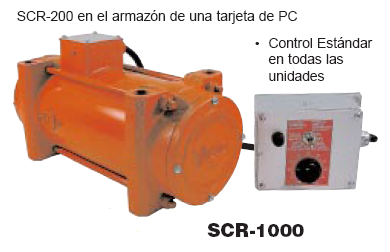 SCR-200 en el armazón de una tarjeta de PC
• Control Estándar
en todas las
unidades
SCR-1000